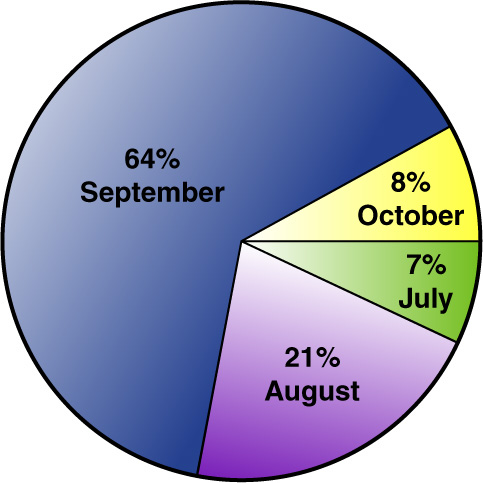 64%
September
8%
October
7%
July
21%
August